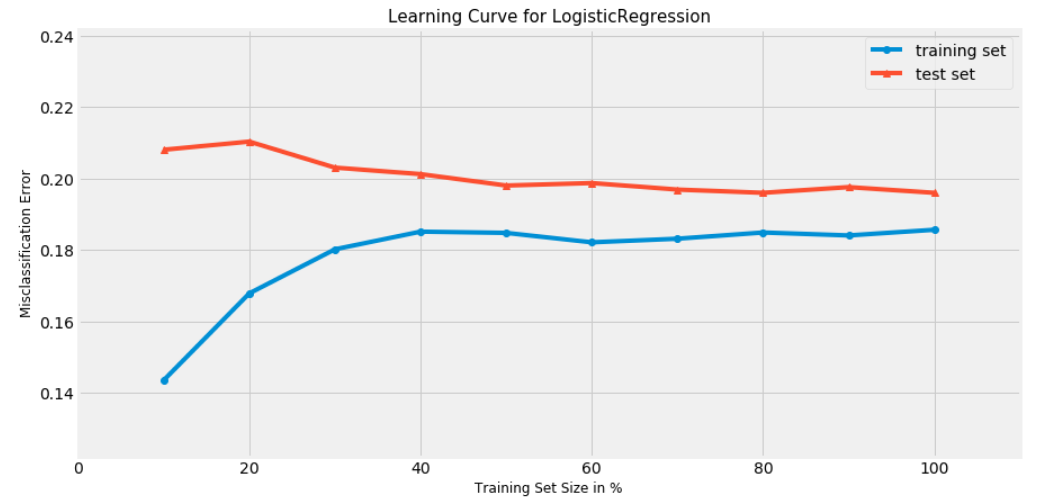 Learning Curve for LogisticRegression
0.24
0.22
0.20
0.18
0.16
0.14
Misclassification Error
training set
test set
0 20 40 60 80 100
Training Set Size in %